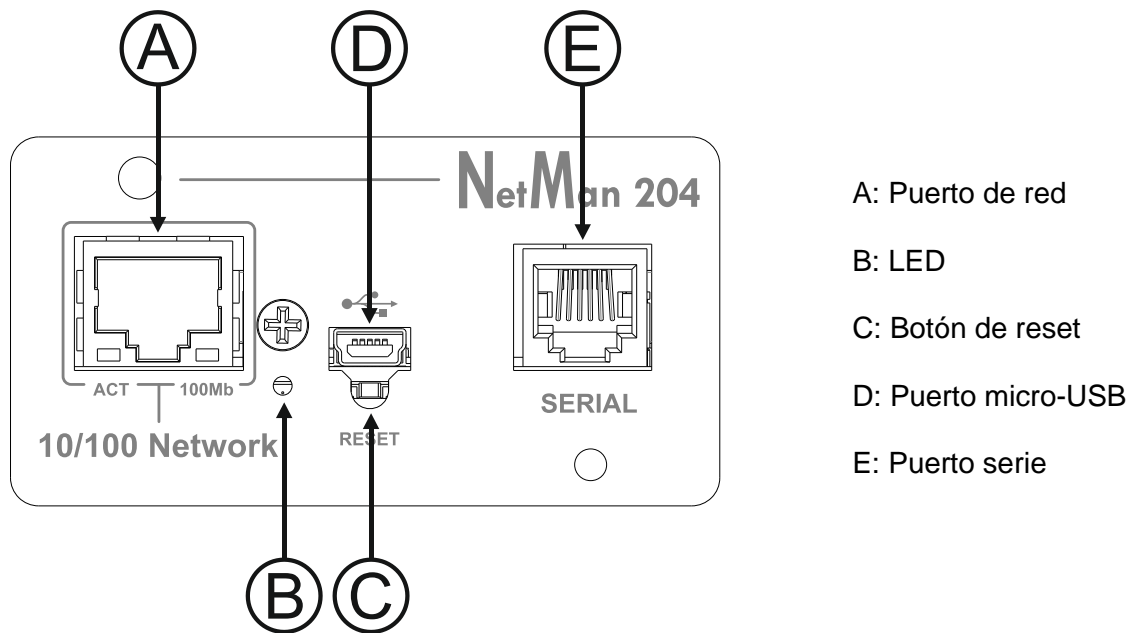 A
D
E
NetMan 204
A: Puerto de red
B: LED
C: Botón de reset
D: Puerto micro-USB
E: Puerto serie
ACT
100Mb
10/100 Network
RESET
SERIAL
B
C